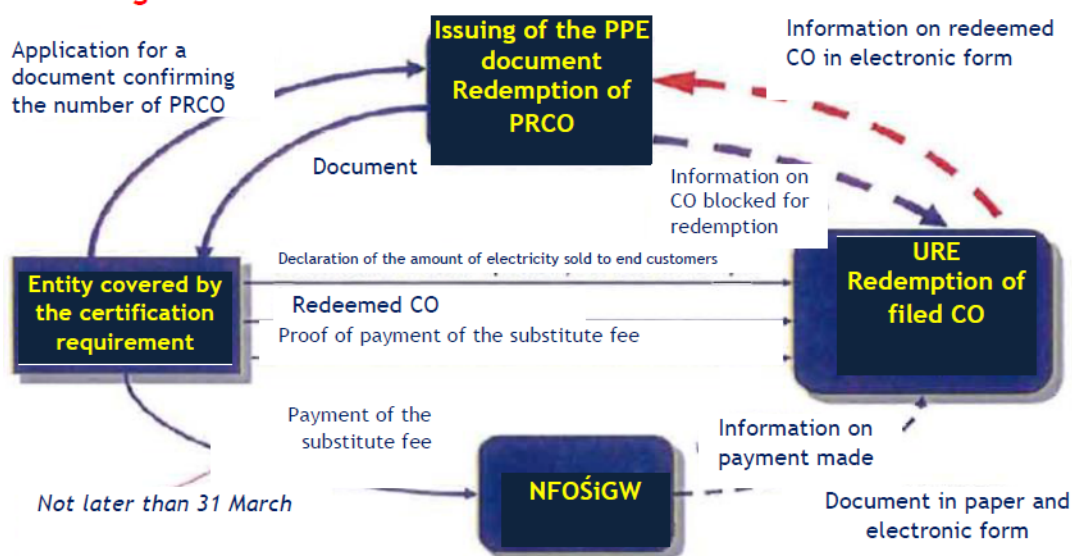 Application for a
document confirming
the number of PRCO
Issuing of the PPE
document
Redemption of
PRCO
Information on redeemed
CO in electronic form
Document
Information on
CO blocked for
redemption
Declaration of the amount of electricity sold to end customers
Entity covered by
the certification
requirement
Redeemed CO
Proof of payment of the substitute fee
URE
Redemption of
filed CO
Payment of the
substitute fee
Information on
payment made
NFOŚiGW
Not later than 31 March
Document in paper and
electronic form